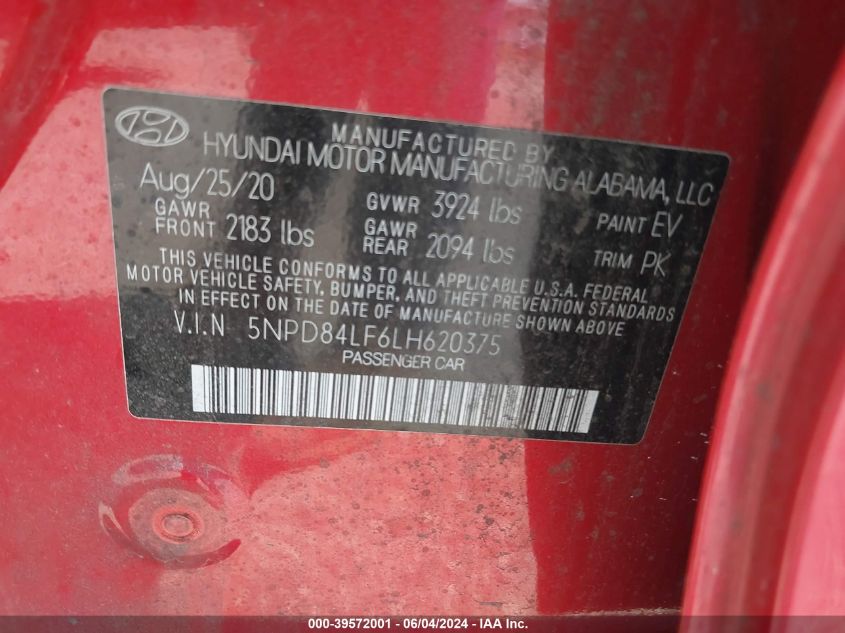 MANUFACTURED BY
HYUNDAI MOTOR MANUFACTURING ALABAMA, LLC
Aug/25/20 GVWR 3924 lbs PAINT EV
GAWR FRONT 2183 lbs GAWR REAR 2094 lbs TRIM PK
THIS VEHICLE CONFORMS TO ALL APPLICABLE U.S.A. FEDERAL
MOTOR VEHICLE SAFETY, BUMPER, AND THEFT PREVENTION STANDARDS
IN EFFECT ON THE DATE OF MANUFACTURE SHOWN ABOVE
V.I.N 5NPD84LF6LH620375
PASSENGER CAR
000-39572001 - 06/04/2024 - IAA Inc.